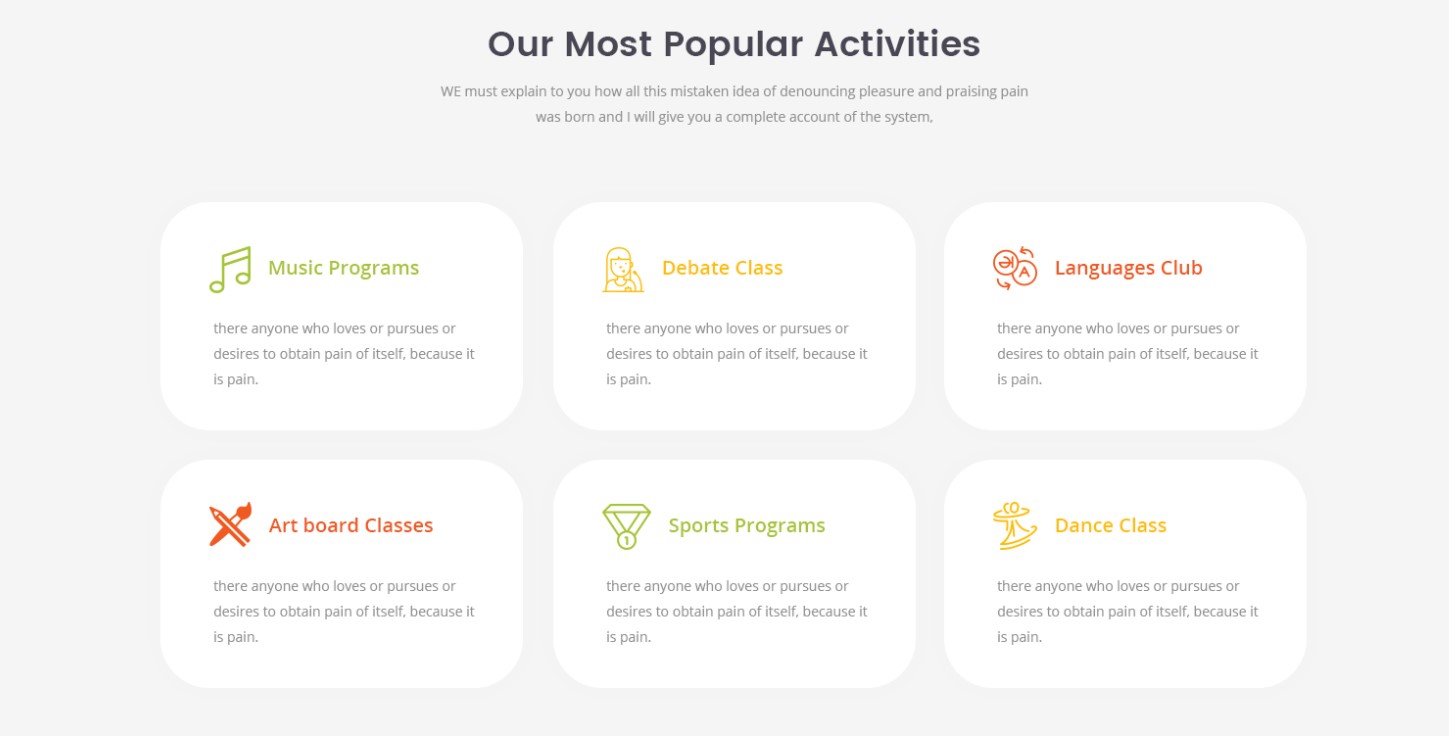 Our Most Popular Activities
WE must explain to you how all this mistaken idea of denouncing pleasure and praising pain
was born and I will give you a complete account of the system,
Music Programs
there anyone who loves or pursues or
desires to obtain pain of itself, because it
is pain.
Debate Class
there anyone who loves or pursues or
desires to obtain pain of itself, because it
is pain.
A
Languages Club
there anyone who loves or pursues or
desires to obtain pain of itself, because it
is pain.
Art board Classes
there anyone who loves or pursues or
desires to obtain pain of itself, because it
is pain.
1
Sports Programs
there anyone who loves or pursues or
desires to obtain pain of itself, because it
is pain.
Dance Class
there anyone who loves or pursues or
desires to obtain pain of itself, because it
is pain.